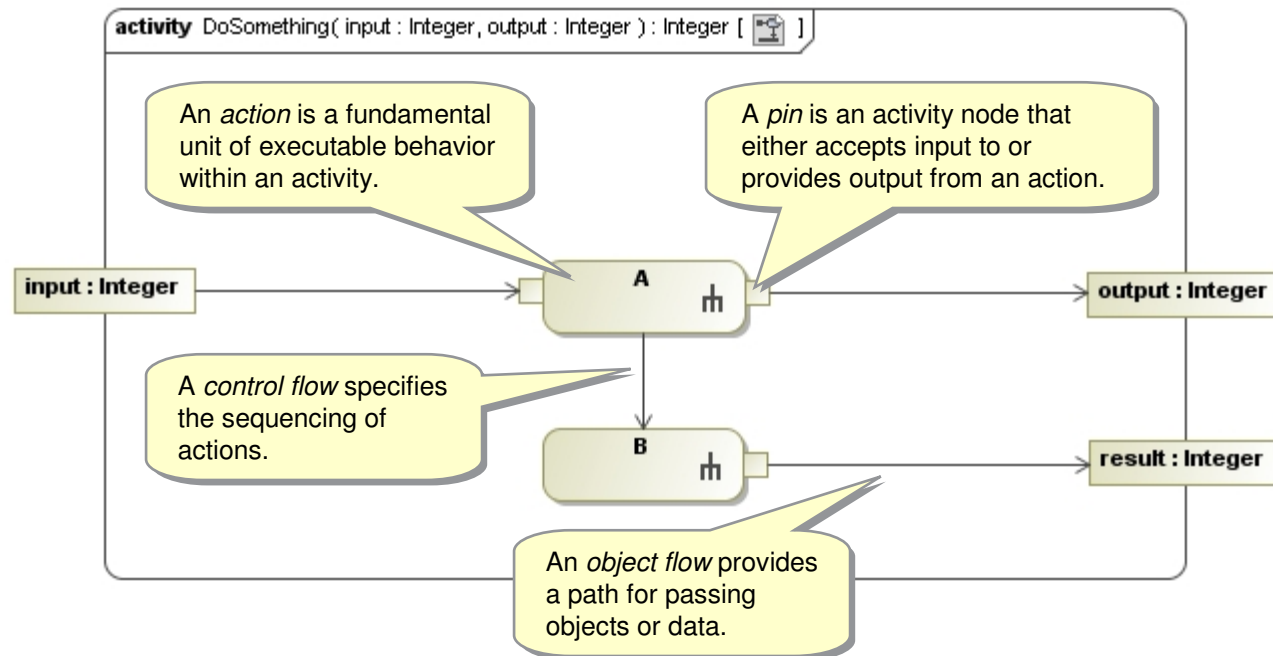 activity DoSomething( input : Integer, output : Integer ) : Integer [ ]
An action is a fundamental
unit of executable behavior
within an activity.
A pin is an activity node that
either accepts input to or
provides output from an action.
input : Integer
A
output : Integer
A control flow specifies
the sequencing of
actions.
B
result : Integer
An object flow provides
a path for passing
objects or data.